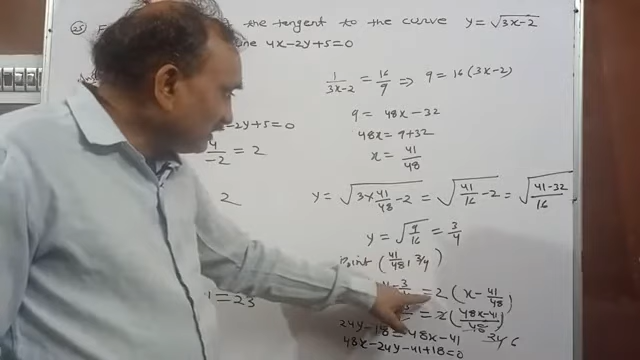 (25) F the tangent to the curve y = √(3x-2)
ine 4x-2y+5=0
-2y+5=0
4/-2 = 2
2
=23
1/(3x-2) = 16/9 ⇒ 9 = 16(3x-2)
9 = 48x - 32
48x = 9+32
x = 41/48
y = √(3×41/48 - 2) = √(41/16 - 2) = √((41-32)/16)
y = √(9/16) = 3/4
Point (41/48, 3/4)
- 3 = 2 (x - 41/48)
= 2 (48x-41/48)
24y-18 = 48x-41
48x-24y-41+18=0